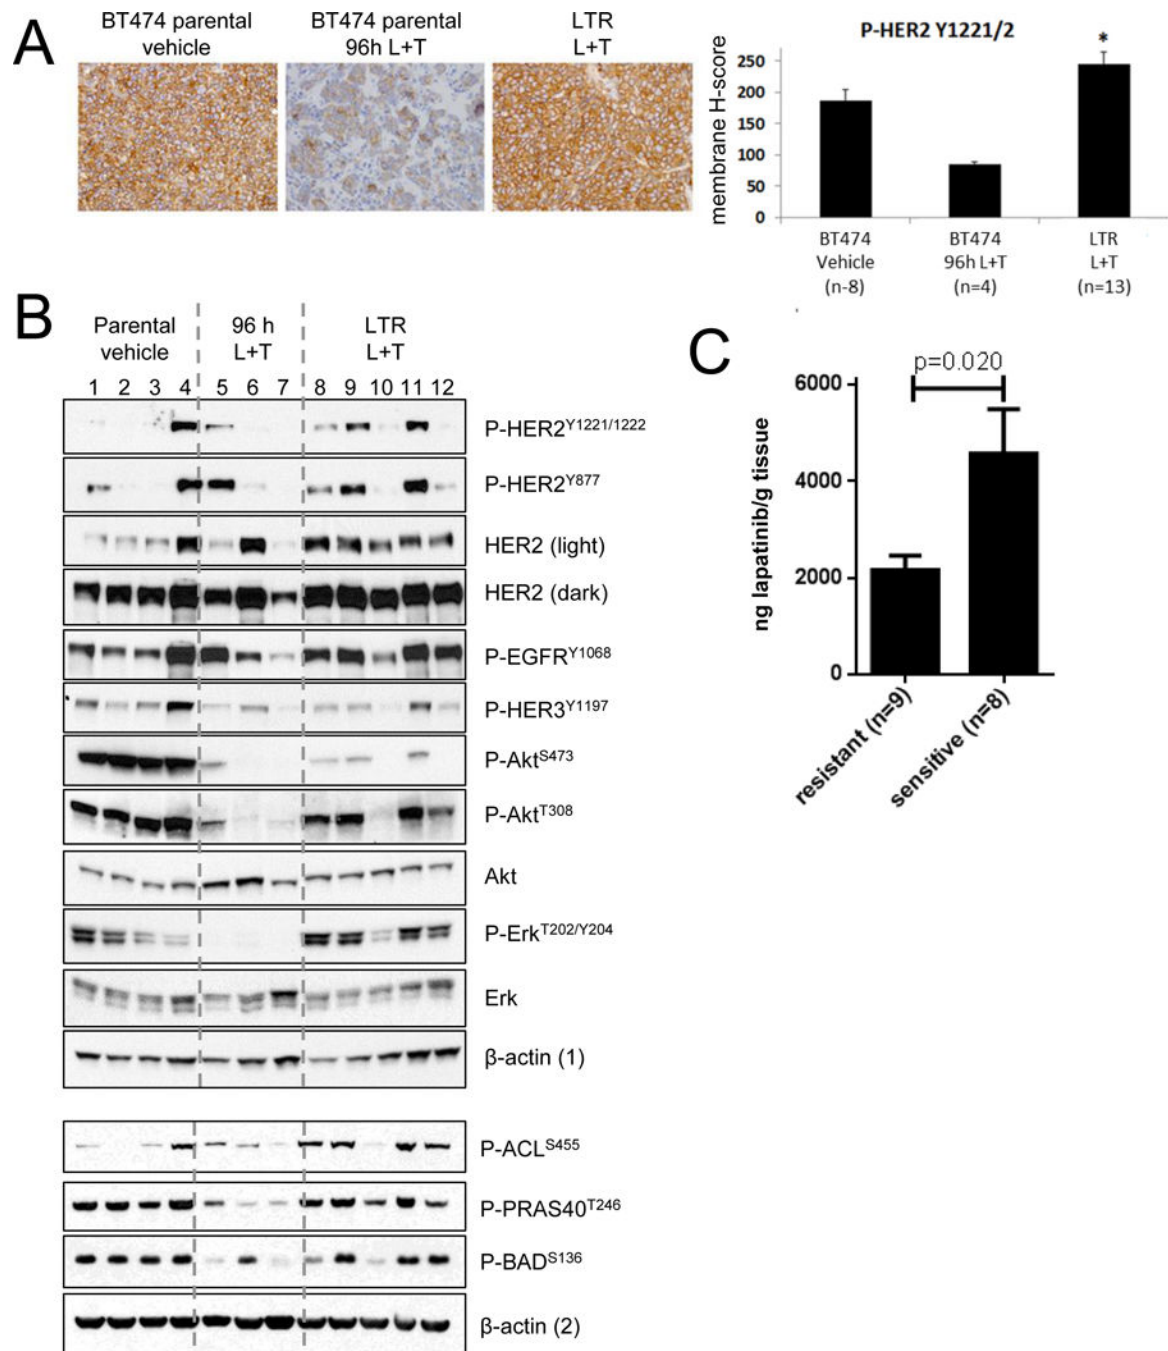 A
BT474 parental
vehicle
BT474 parental
96h L+T
LTR
L+T
P-HER2 Y1221/2
*
membrane H-score
250
200
150
100
50
0
BT474
Vehicle
(n-8)
BT474
96h L+T
(n=4)
LTR
L+T
(n=13)
B
Parental
vehicle
96 h
L+T
LTR
L+T
1 2 3 4 5 6 7 8 9 10 11 12
P-HER2Y1221/1222
P-HER2Y877
HER2 (light)
HER2 (dark)
P-EGFRY1068
P-HER3Y1197
P-AktS473
P-AktT308
Akt
P-ErkT202/Y204
Erk
β-actin (1)
P-ACLS455
P-PRAS40T246
P-BADS136
β-actin (2)
C
p=0.020
ng lapatinib/g tissue
6000
4000
2000
0
resistant (n=9)
sensitive (n=8)